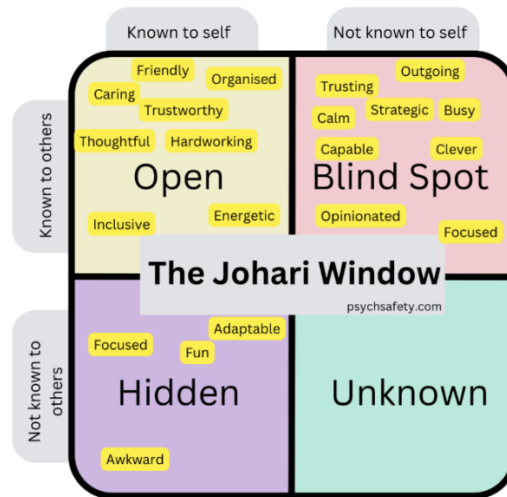 Known to self
Not known to self
Known to others
Friendly
Organised
Caring
Trustworthy
Thoughtful
Hardworking
Open
Inclusive
Energetic
Outgoing
Trusting
Strategic
Busy
Calm
Capable
Clever
Blind Spot
Opinionated
Focused
The Johari Window
psychsafety.com
Not known to
others
Adaptable
Focused
Fun
Hidden
Awkward
Unknown